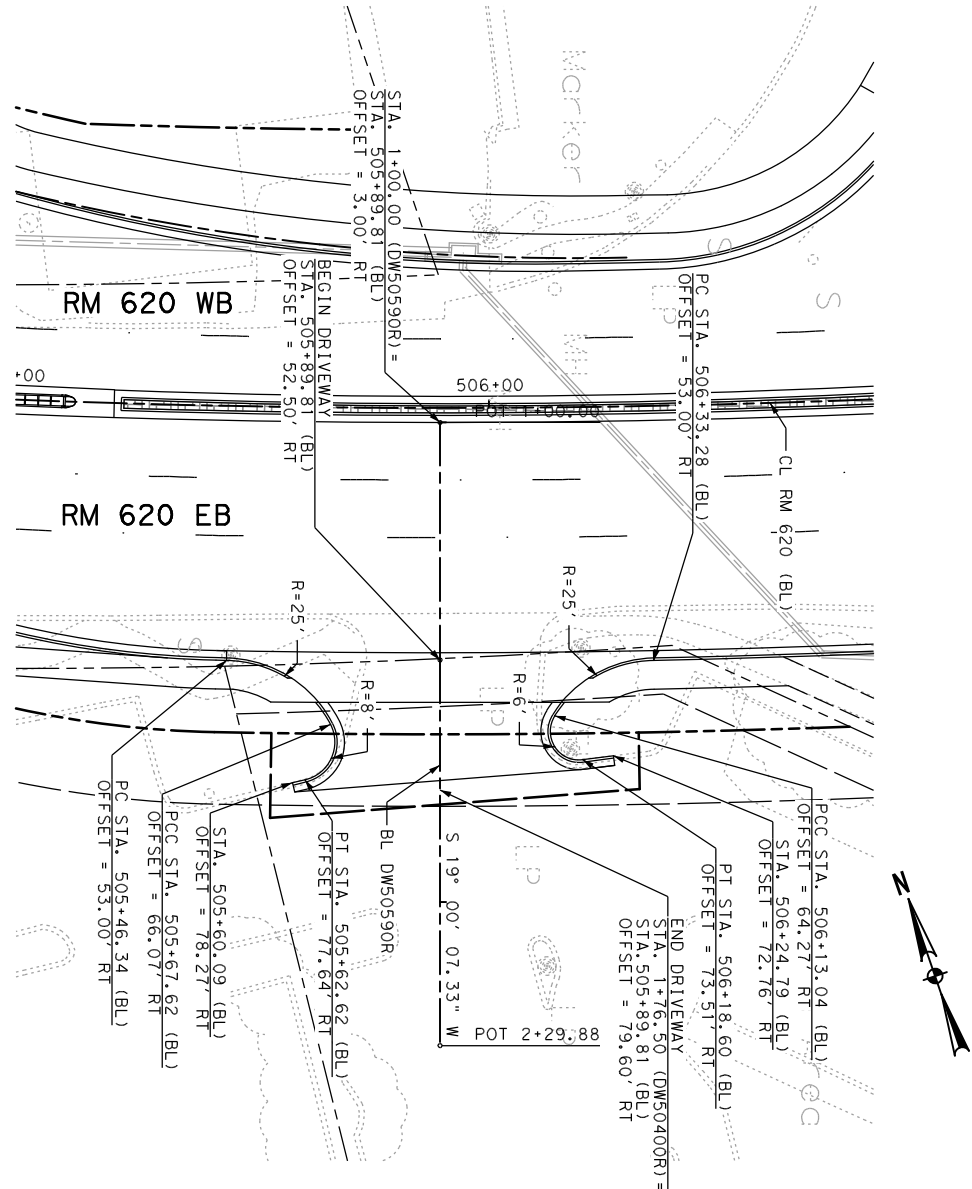 STA. 1+00.00 (DW50590R) =
STA. 505+89.81 (BL)
OFFSET = 3.00' RT
Marker
S
S
BEGIN DRIVEWAY
STA. 505+89.81 (BL)
OFFSET = 52.50' RT
PC STA. 506+33.28 (BL)
OFFSET = 53.00' RT
RM 620 WB
LP
MH
+00
506+00
POT 1+00.00
CL RM 620 (BL)
RM 620 EB
R=25'
R=25'
S
R=8'
R=6'
LP
PC STA. 505+46.34 (BL)
OFFSET = 53.00' RT
PCC STA. 505+67.62 (BL)
OFFSET = 66.07' RT
STA. 505+60.09 (BL)
OFFSET = 78.27' RT
PT STA. 505+62.62 (BL)
OFFSET = 77.64' RT
BL DW50590R
S 19° 00' 07.33" W
POT 2+29.88
LP
END DRIVEWAY
STA. 1+76.50 (DW50400R) =
STA.505+89.81 (BL)
OFFSET = 79.60' RT
PT STA. 506+18.60 (BL)
OFFSET = 73.51' RT
STA. 506+24.79 (BL)
OFFSET = 72.76' RT
PCC STA. 506+13.04 (BL)
OFFSET = 64.27' RT
N